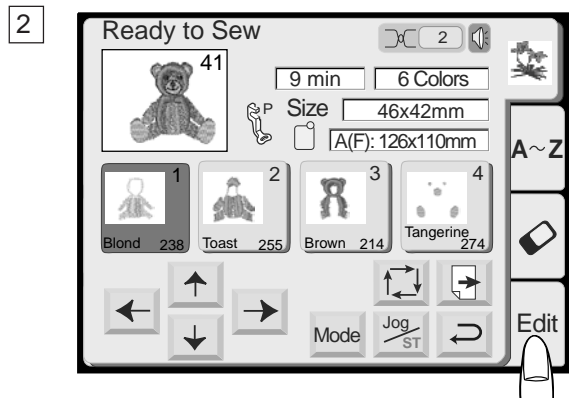 2
Ready to Sew
2
41
9 min 6 Colors
P Size 46x42mm
A(F): 126x110mm
A~Z
1
Blond 238
2
Toast 255
3
Brown 214
4
Tangerine
274
Mode
Jog
ST
Edit